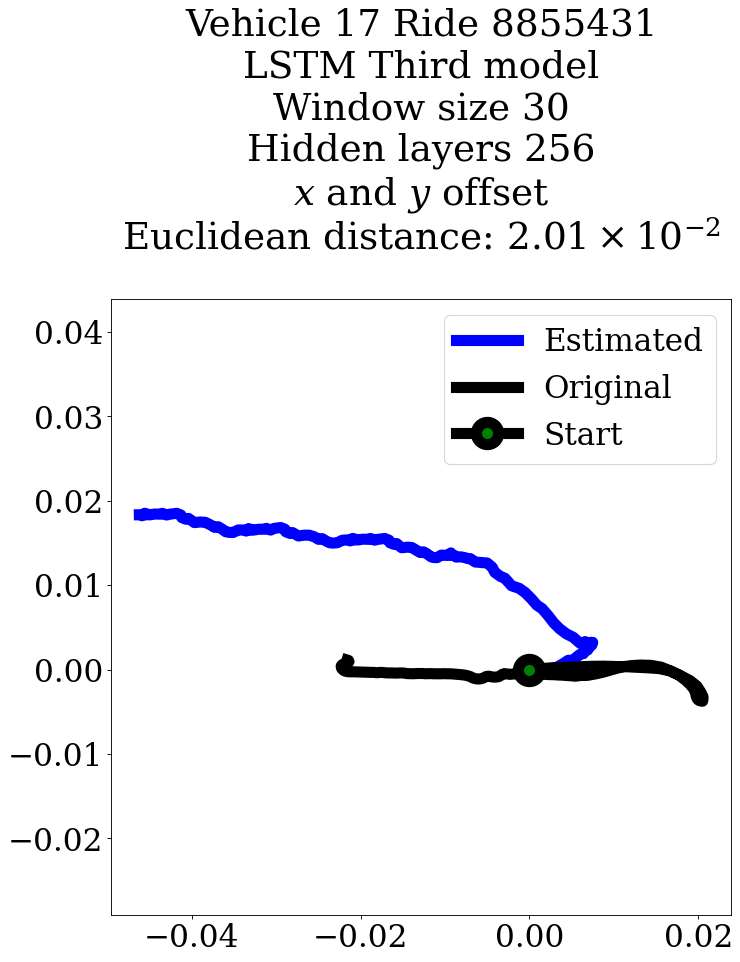 Vehicle 17 Ride 8855431
LSTM Third model
Window size 30
Hidden layers 256
x and y offset
Euclidean distance: 2.01 × 10⁻²
Estimated
Original
Start
0.04
0.03
0.02
0.01
0.00
−0.01
−0.02
−0.04 −0.02 0.00 0.02